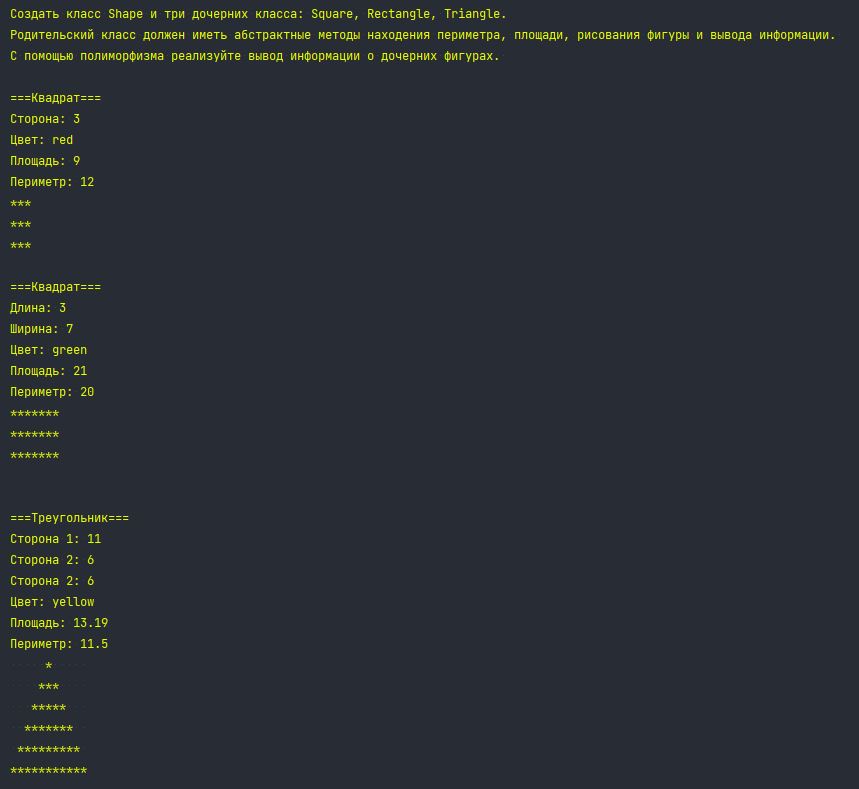 Создать класс Shape и три дочерних класса: Square, Rectangle, Triangle.
Родительский класс должен иметь абстрактные методы находения периметра, площади, рисования фигуры и вывода информации.
С помощью полиморфизма реализуйте вывод информации о дочерних фигурах.

===Квадрат===
Сторона: 3
Цвет: red
Площадь: 9
Периметр: 12
***
***
***

===Квадрат===
Длина: 3
Ширина: 7
Цвет: green
Площадь: 21
Периметр: 20
*******
*******
*******

===Треугольник===
Сторона 1: 11
Сторона 2: 6
Сторона 2: 6
Цвет: yellow
Площадь: 13.19
Периметр: 11.5
     *
    ***
   *****
  *******
 *********
***********